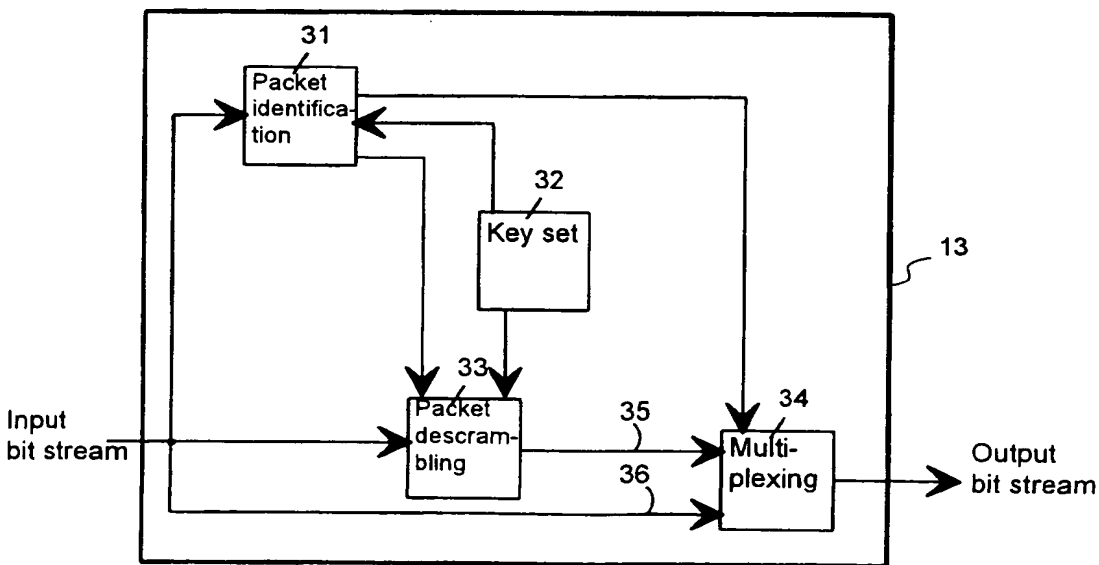 31
Packet
identifica-
tion
32
Key set
13
33
Packet
descram-
bling
Input
bit stream
35
36
34
Multi-
plexing
Output
bit stream